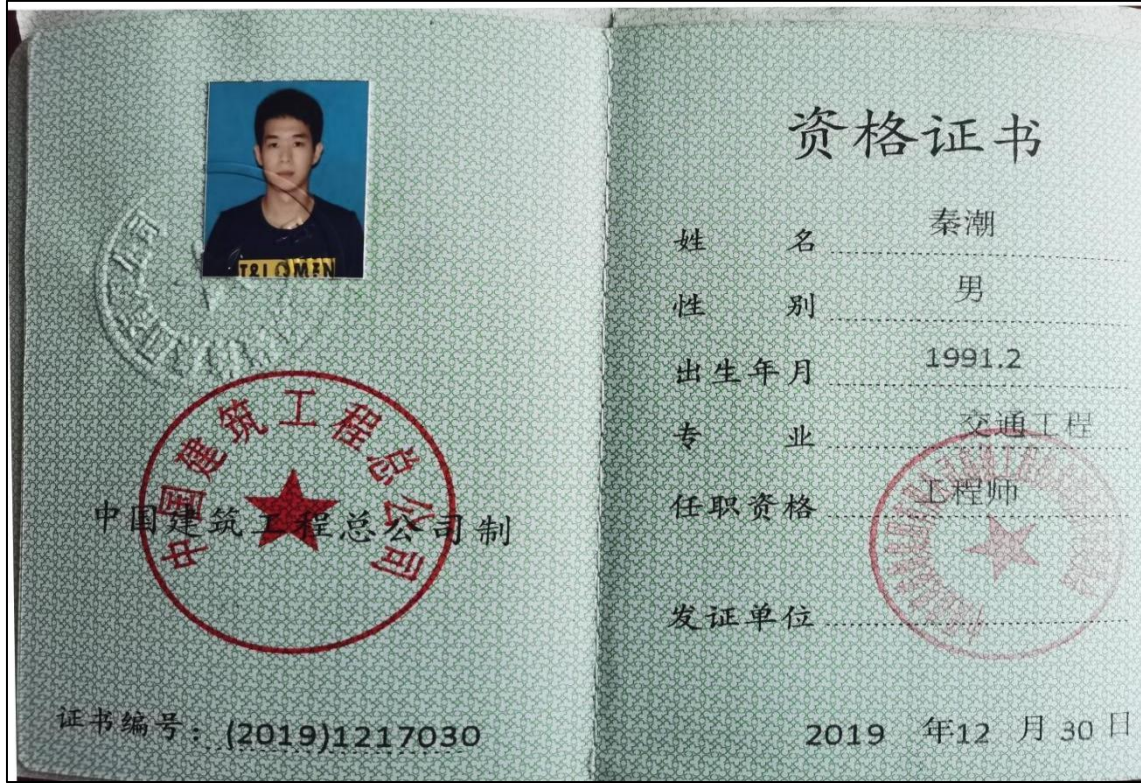 T&LOMEN
中国建筑工程总公司
中国建筑工程总公司制
证书编号：(2019)1217030
资格证书
姓 名 秦潮
性 别 男
出生年月 1991.2
专 业 交通工程
任职资格 工程师
发证单位
2019 年12 月 30 日